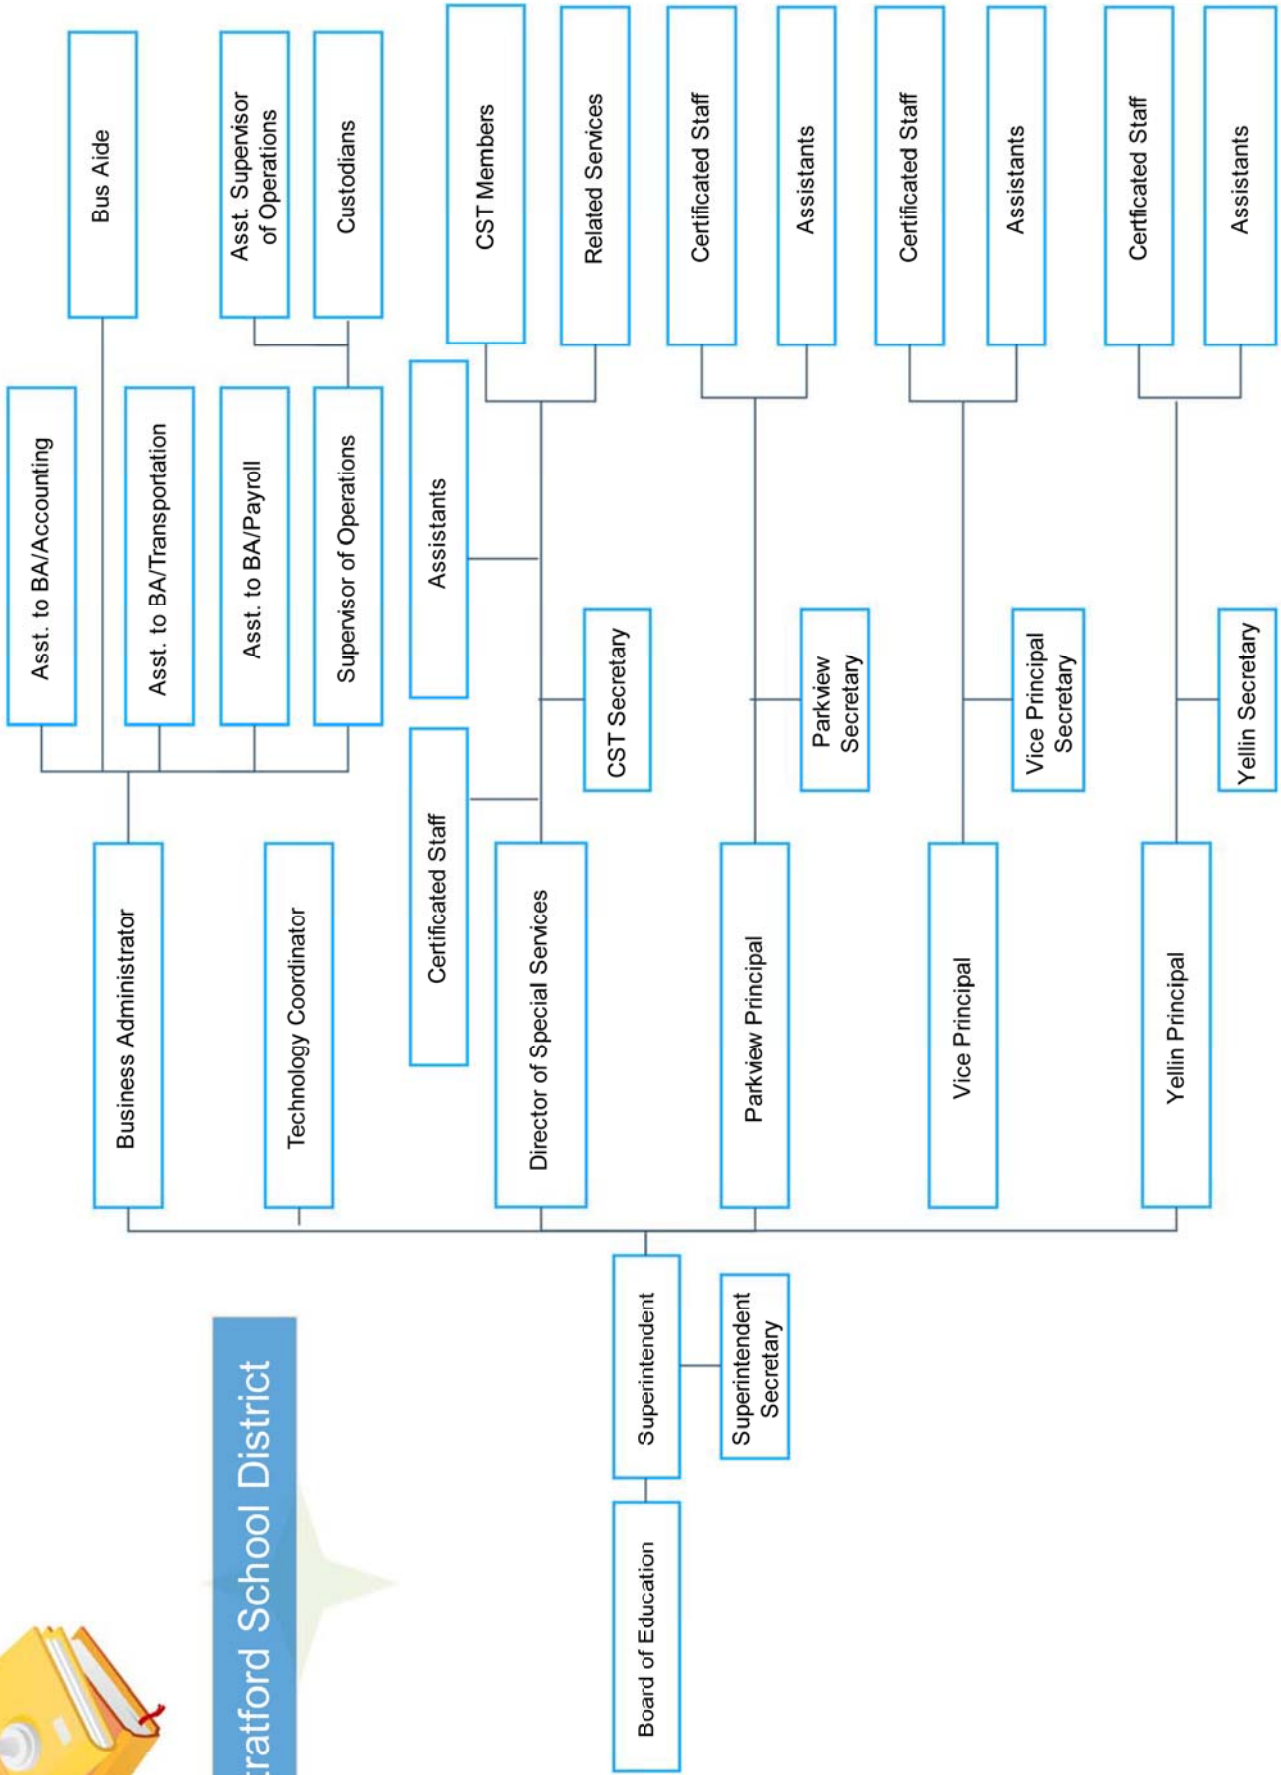 tratford School District
Board of Education
Superintendent
Superintendent
Secretary
Business Administrator
Asst. to BA/Accounting
Bus Aide
Asst. to BA/Transportation
Asst. to BA/Payroll
Supervisor of Operations
Asst. Supervisor
of Operations
Custodians
Technology Coordinator
Director of Special Services
Certificated Staff
Assistants
CST Secretary
CST Members
Related Services
Parkview Principal
Parkview
Secretary
Certificated Staff
Assistants
Vice Principal
Vice Principal
Secretary
Certificated Staff
Assistants
Yellin Principal
Yellin Secretary
Certficated Staff
Assistants